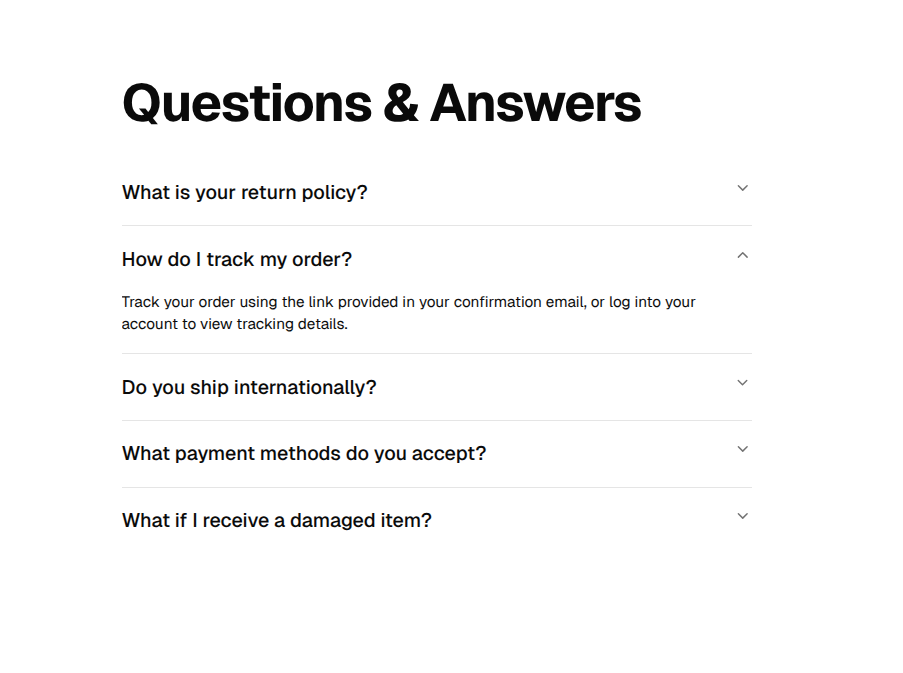 Questions & Answers
What is your return policy?
How do I track my order?
Track your order using the link provided in your confirmation email, or log into your
account to view tracking details.
Do you ship internationally?
What payment methods do you accept?
What if I receive a damaged item?